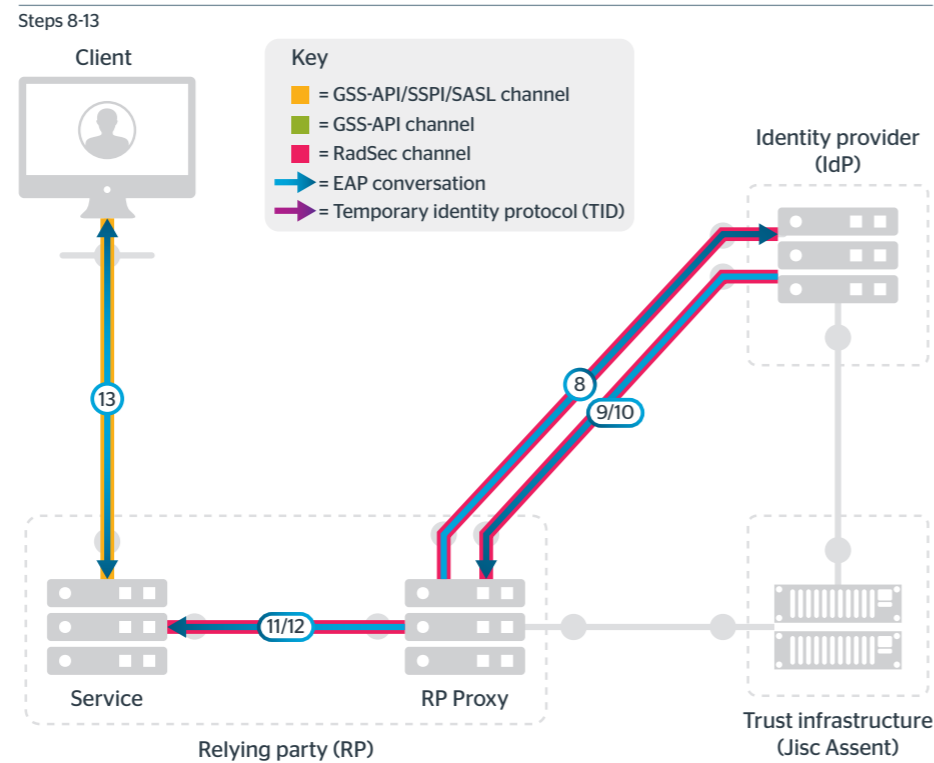 Steps 8-13
Client
Key
= GSS-API/SSPI/SASL channel
= GSS-API channel
= RadSec channel
= EAP conversation
= Temporary identity protocol (TID)
Identity provider
(IdP)
8
13
9/10
11/12
Service
RP Proxy
Relying party (RP)
Trust infrastructure
(Jisc Assent)